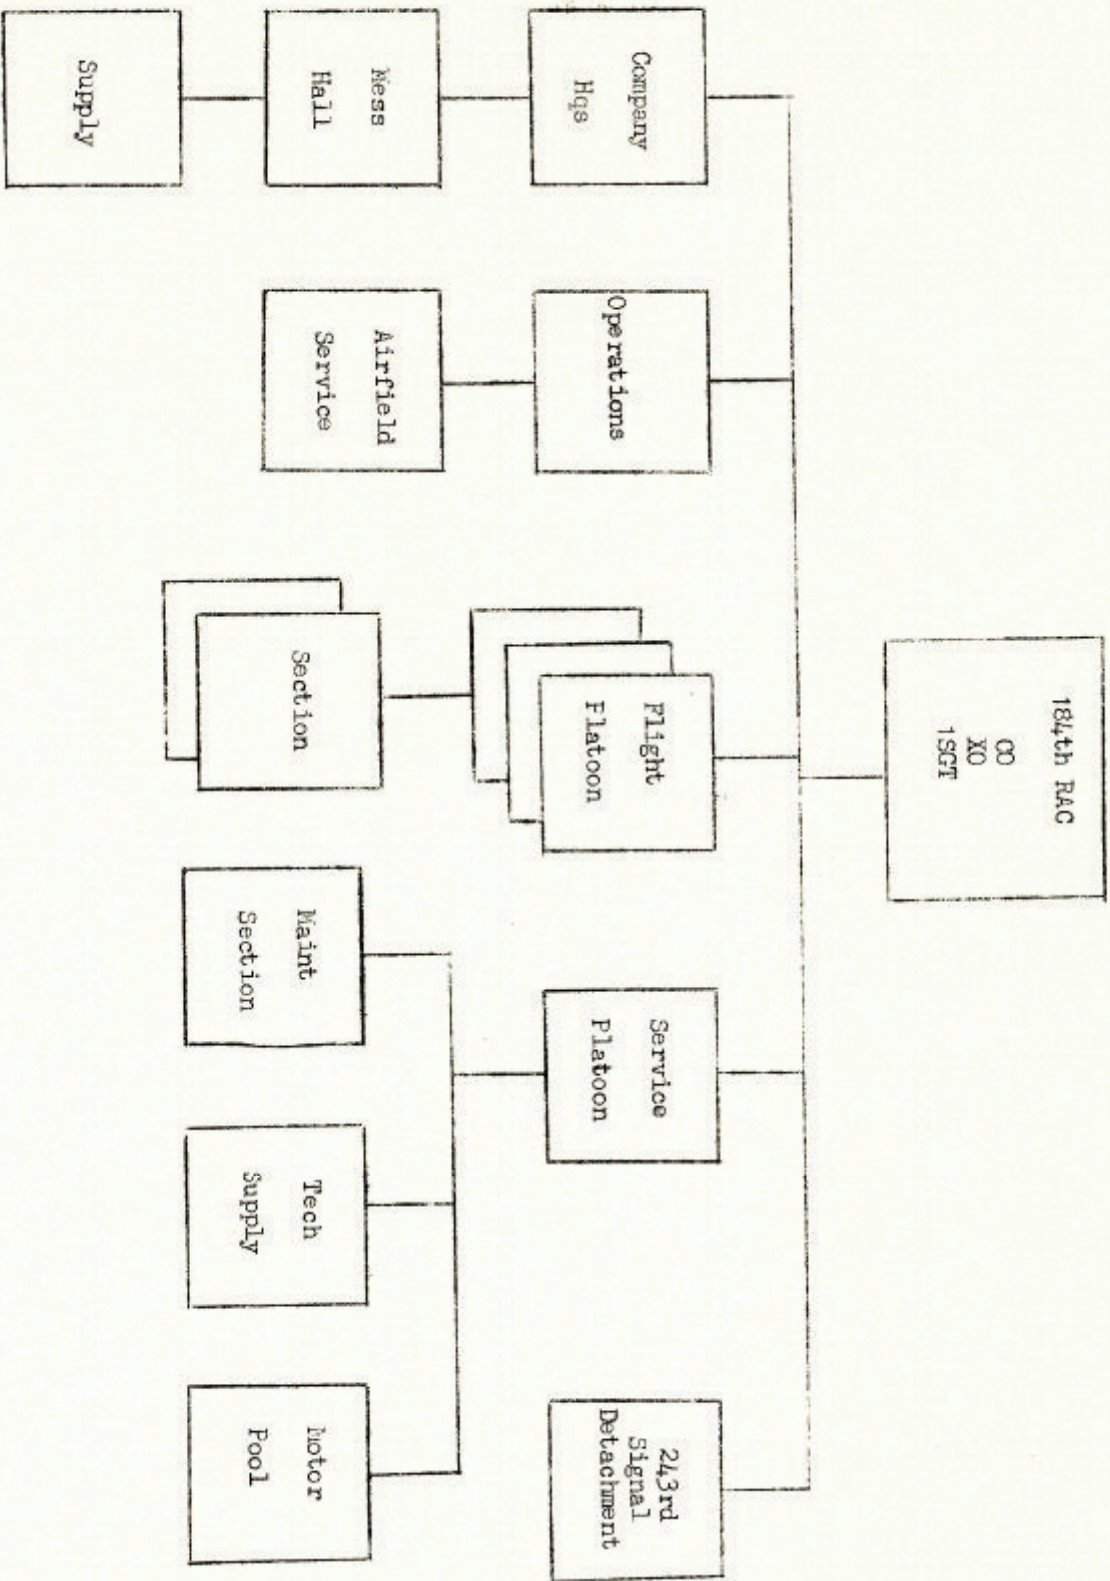 184th RAC
CO
XO
1SGT
Company
Hqs
Operations
Flight
Platoon
Service
Platoon
243rd
Signal
Detachment
Mess
Hall
Airfield
Service
Section
Maint
Section
Tech
Supply
Motor
Pool
Supply